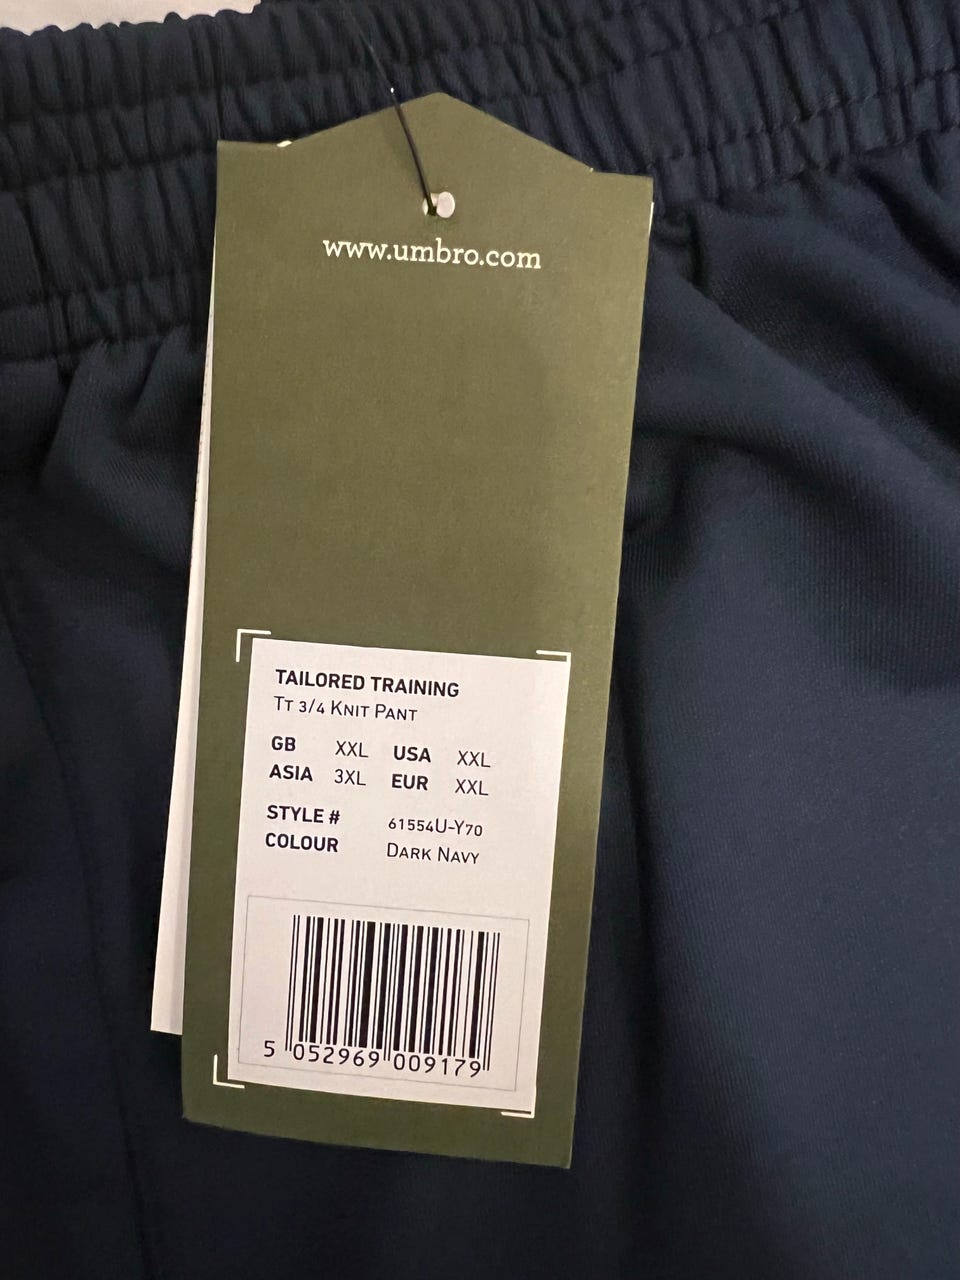 www.umbro.com
TAILORED TRAINING
TT 3/4 KNIT PANT
GB XXL USA XXL
ASIA 3XL EUR XXL
STYLE # 61554U-Y70
COLOUR DARK NAVY
5 052969 009179